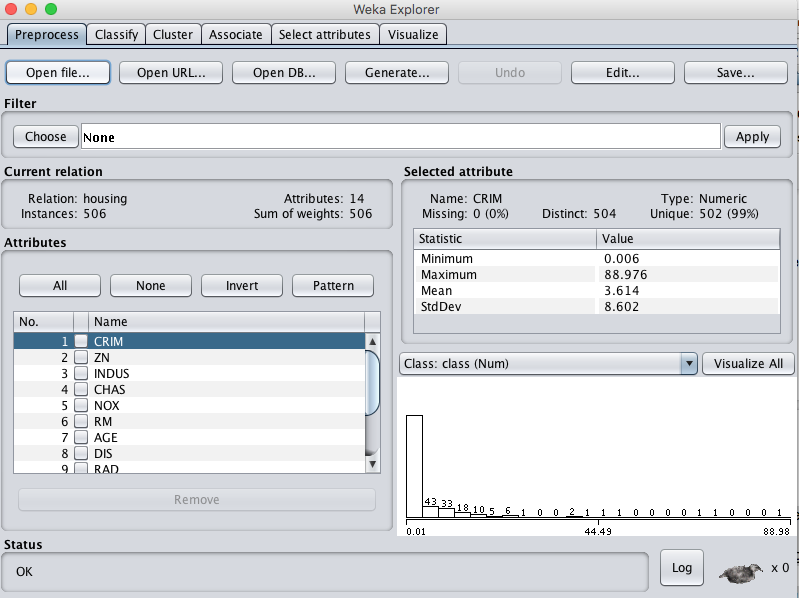 Weka Explorer
Preprocess Classify Cluster Associate Select attributes Visualize
Open file... Open URL... Open DB... Generate... Undo Edit... Save...
Filter
Choose None Apply
Current relation
Relation: housing Attributes: 14
Instances: 506 Sum of weights: 506
Attributes
All None Invert Pattern
No. Name
1 CRIM
2 ZN
3 INDUS
4 CHAS
5 NOX
6 RM
7 AGE
8 DIS
9 RAD
Remove
Selected attribute
Name: CRIM Type: Numeric
Missing: 0 (0%) Distinct: 504 Unique: 502 (99%)
Statistic Value
Minimum 0.006
Maximum 88.976
Mean 3.614
StdDev 8.602
Class: class (Num) Visualize All
43 33 18 10 5 6 1 0 0 2 1 1 1 0 0 0 0 1 1 0 0 0 1
0.01 44.49 88.98
Status
OK Log x 0